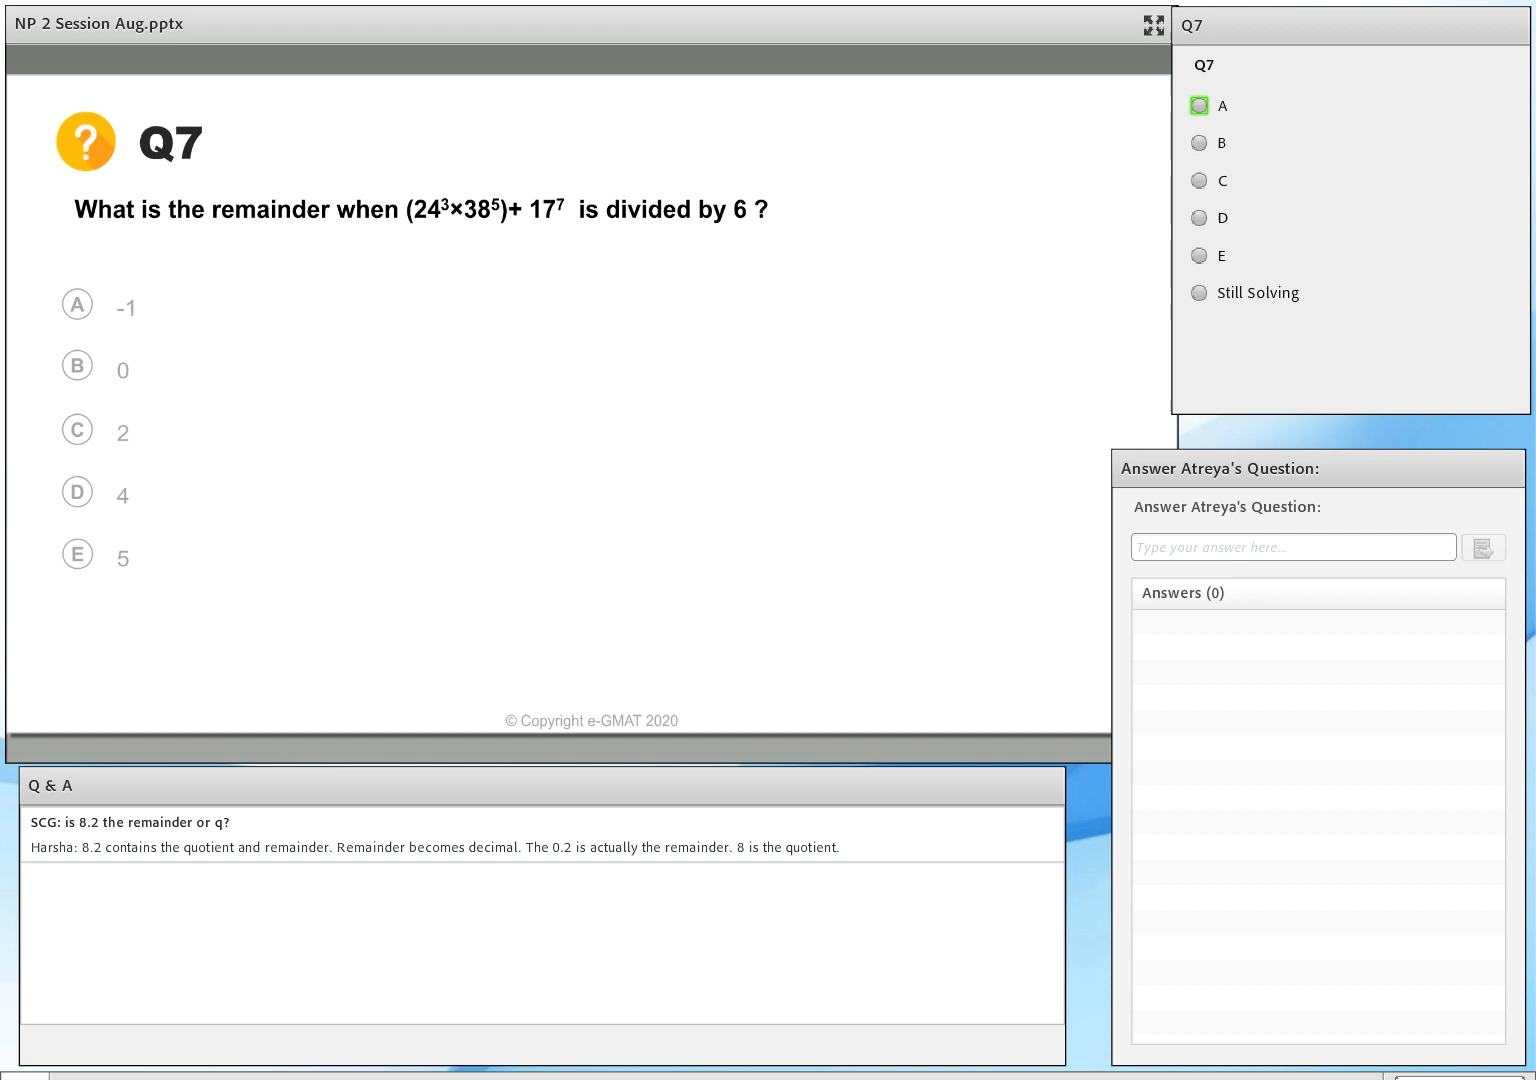 NP 2 Session Aug.pptx
Q7
What is the remainder when (24³×38⁵)+ 17⁷ is divided by 6 ?
A -1
B 0
C 2
D 4
E 5
© Copyright e-GMAT 2020
Q7
Q7
A
B
C
D
E
Still Solving
Answer Atreya's Question:
Answer Atreya's Question:
Type your answer here...
Answers (0)
Q & A
SCG: is 8.2 the remainder or q?
Harsha: 8.2 contains the quotient and remainder. Remainder becomes decimal. The 0.2 is actually the remainder. 8 is the quotient.